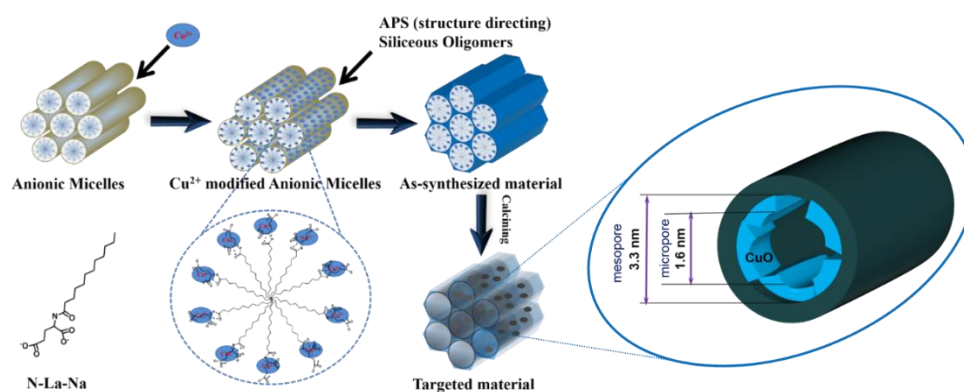 Cu²⁺
APS (structure directing)
Siliceous Oligomers
Anionic Micelles
Cu²⁺ modified Anionic Micelles
As-synthesized material
Calcining
mesopore
3.3 nm
micropore
1.6 nm
CuO
N
O
O
O⁻
⁻O
O
N-La-Na
Targeted material